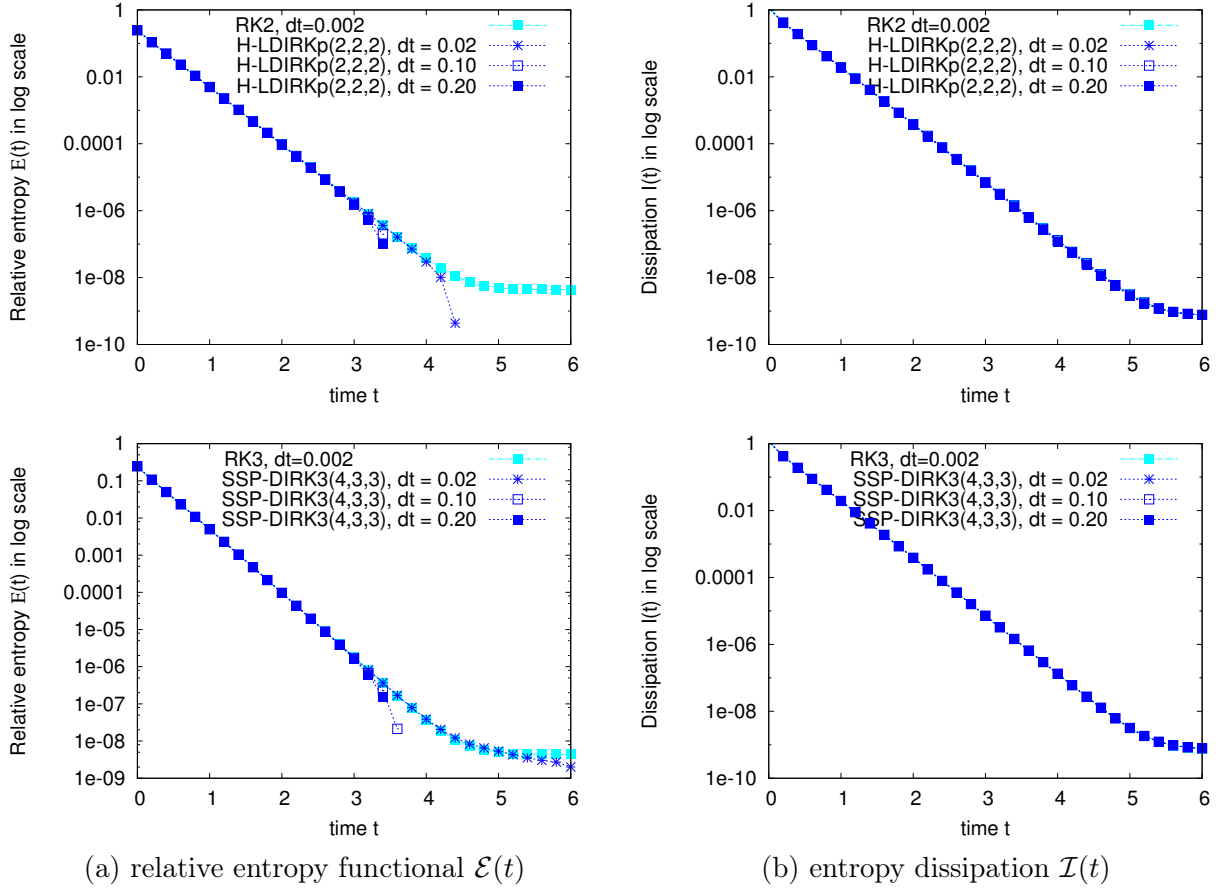 Relative entropy E(t) in log scale
1
0.01
0.0001
1e-06
1e-08
1e-10
RK2, dt=0.002
H-LDIRKp(2,2,2), dt = 0.02
H-LDIRKp(2,2,2), dt = 0.10
H-LDIRKp(2,2,2), dt = 0.20
0 1 2 3 4 5 6
time t
Dissipation I(t) in log scale
1
0.01
0.0001
1e-06
1e-08
1e-10
RK2 dt=0.002
H-LDIRKp(2,2,2), dt = 0.02
H-LDIRKp(2,2,2), dt = 0.10
H-LDIRKp(2,2,2), dt = 0.20
0 1 2 3 4 5 6
time t
Relative entropy E(t) in log scale
1
0.1
0.01
0.001
0.0001
1e-05
1e-06
1e-07
1e-08
1e-09
RK3, dt=0.002
SSP-DIRK3(4,3,3), dt = 0.02
SSP-DIRK3(4,3,3), dt = 0.10
SSP-DIRK3(4,3,3), dt = 0.20
0 1 2 3 4 5 6
time t
Dissipation I(t) in log scale
1
0.01
0.0001
1e-06
1e-08
1e-10
RK3, dt=0.002
SSP-DIRK3(4,3,3), dt = 0.02
SSP-DIRK3(4,3,3), dt = 0.10
SSP-DIRK3(4,3,3), dt = 0.20
0 1 2 3 4 5 6
time t
(a) relative entropy functional ℰ(t)
(b) entropy dissipation ℐ(t)